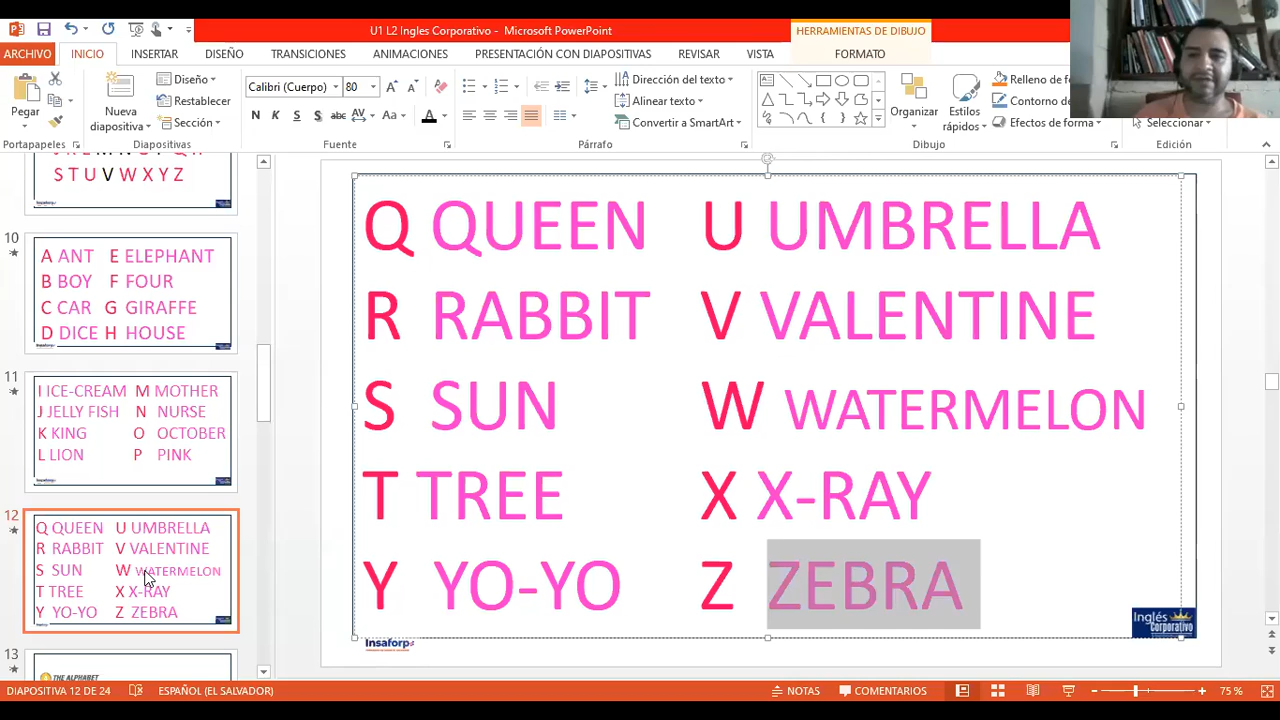 U1 L2 Ingles Corporativo - Microsoft PowerPoint
HERRAMIENTAS DE DIBUJO
ARCHIVO INICIO INSERTAR DISEÑO TRANSICIONES ANIMACIONES PRESENTACIÓN CON DIAPOSITIVAS REVISAR VISTA FORMATO
Pegar
Nueva diapositiva
Diseño
Restablecer
Sección
Calibri (Cuerpo) 80
N K S S abc AV Aa A
Dirección del texto
Alinear texto
Convertir a SmartArt
Organizar
Estilos rápidos
Relleno de f
Contorno de
Efectos de forma
Seleccionar
Portapapeles Fuente Párrafo Dibujo Edición
S T U V W X Y Z
10
A ANT E ELEPHANT
B BOY F FOUR
C CAR G GIRAFFE
D DICE H HOUSE
11
I ICE-CREAM M MOTHER
J JELLY FISH N NURSE
K KING O OCTOBER
L LION P PINK
12
Q QUEEN U UMBRELLA
R RABBIT V VALENTINE
S SUN W WATERMELON
T TREE X X-RAY
Y YO-YO Z ZEBRA
13
THE ALPHABET
Q QUEEN U UMBRELLA
R RABBIT V VALENTINE
S SUN W WATERMELON
T TREE X X-RAY
Y YO-YO Z ZEBRA
Insaforp
Inglés
Corporativo
DIAPOSITIVA 12 DE 24 ESPAÑOL (EL SALVADOR) NOTAS COMENTARIOS 75 %